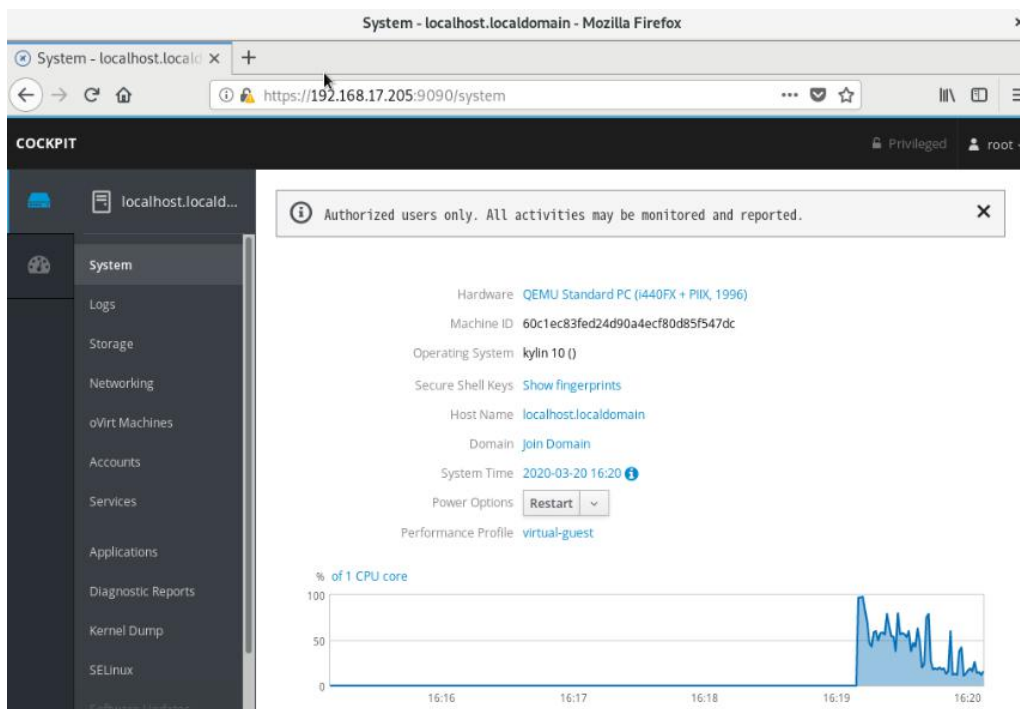 System - localhost.localdomain - Mozilla Firefox
System - localhost.locald
https://192.168.17.205:9090/system
COCKPIT
Privileged
root
localhost.locald...
Authorized users only. All activities may be monitored and reported.
System
Logs
Storage
Networking
oVirt Machines
Accounts
Services
Applications
Diagnostic Reports
Kernel Dump
SELinux
Hardware QEMU Standard PC (i440FX + PIIX, 1996)
Machine ID 60c1ec83fed24d90a4ecf80d85f547dc
Operating System kylin 10 ()
Secure Shell Keys Show fingerprints
Host Name localhost.localdomain
Domain Join Domain
System Time 2020-03-20 16:20
Power Options Restart
Performance Profile virtual-guest
% of 1 CPU core
100
50
0
16:16 16:17 16:18 16:19 16:20